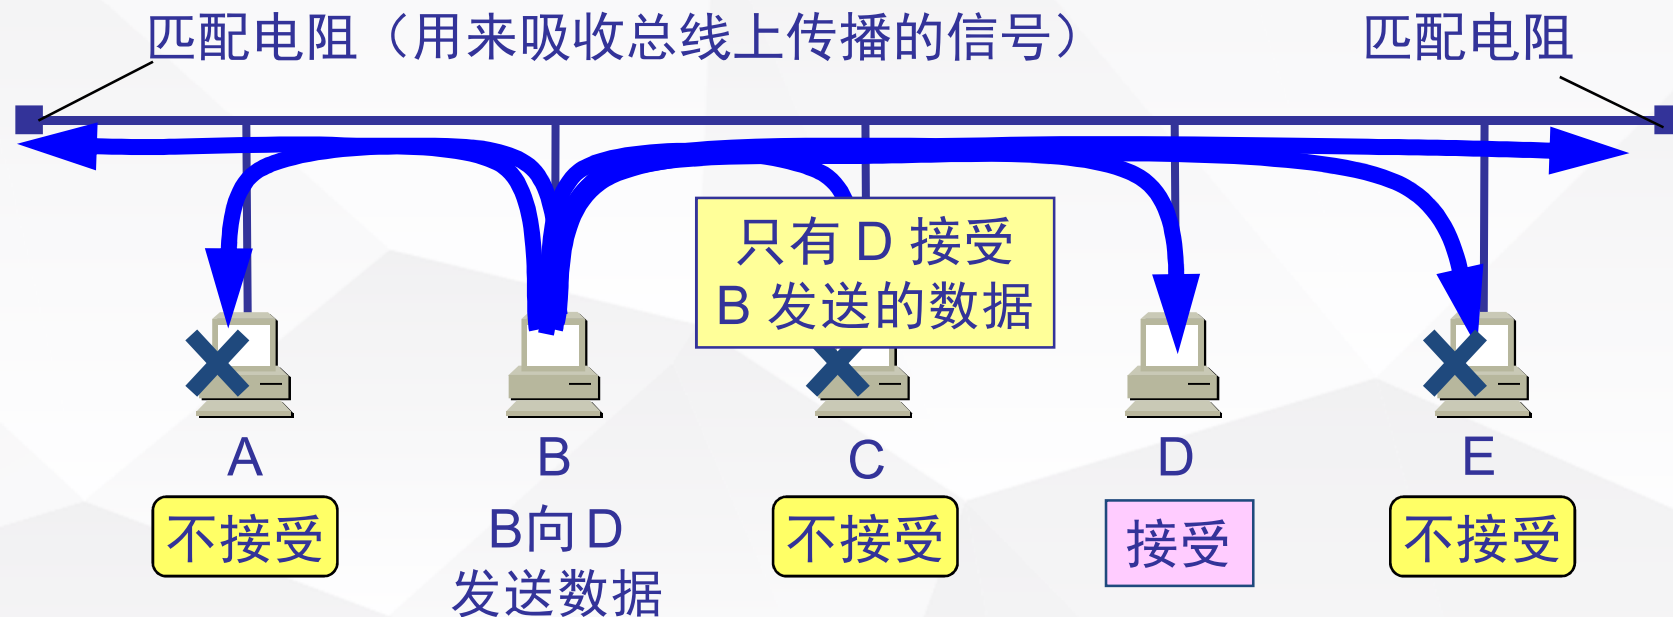 匹配电阻（用来吸收总线上传播的信号）
匹配电阻
只有 D 接受
B 发送的数据
A
B
C
D
E
不接受
B向 D
发送数据
不接受
接受
不接受